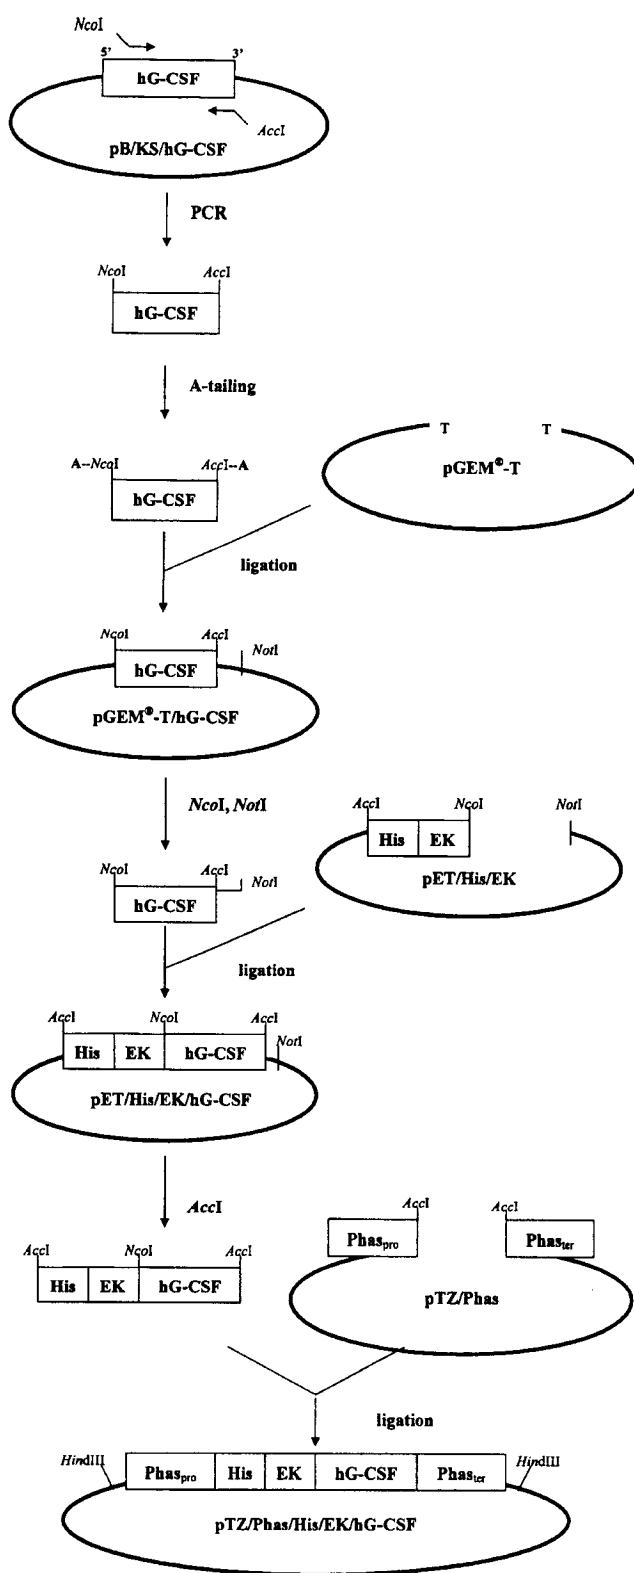 NcoI
5’ 3’
hG-CSF
AccI
pB/KS/hG-CSF
PCR
NcoI AccI
hG-CSF
A-tailing
T T
pGEM®-T
A--NcoI AccI--A
hG-CSF
ligation
NcoI AccI
NotI
hG-CSF
pGEM®-T/hG-CSF
NcoI, NotI
AccI NcoI NotI
His EK
pET/His/EK
NcoI AccI
NotI
hG-CSF
ligation
AccI NcoI AccI
NotI
His EK hG-CSF
pET/His/EK/hG-CSF
AccI
AccI AccI
Phaspro Phaster
pTZ/Phas
AccI NcoI AccI
His EK hG-CSF
ligation
HindIII HindIII
Phaspro His EK hG-CSF Phaster
pTZ/Phas/His/EK/hG-CSF